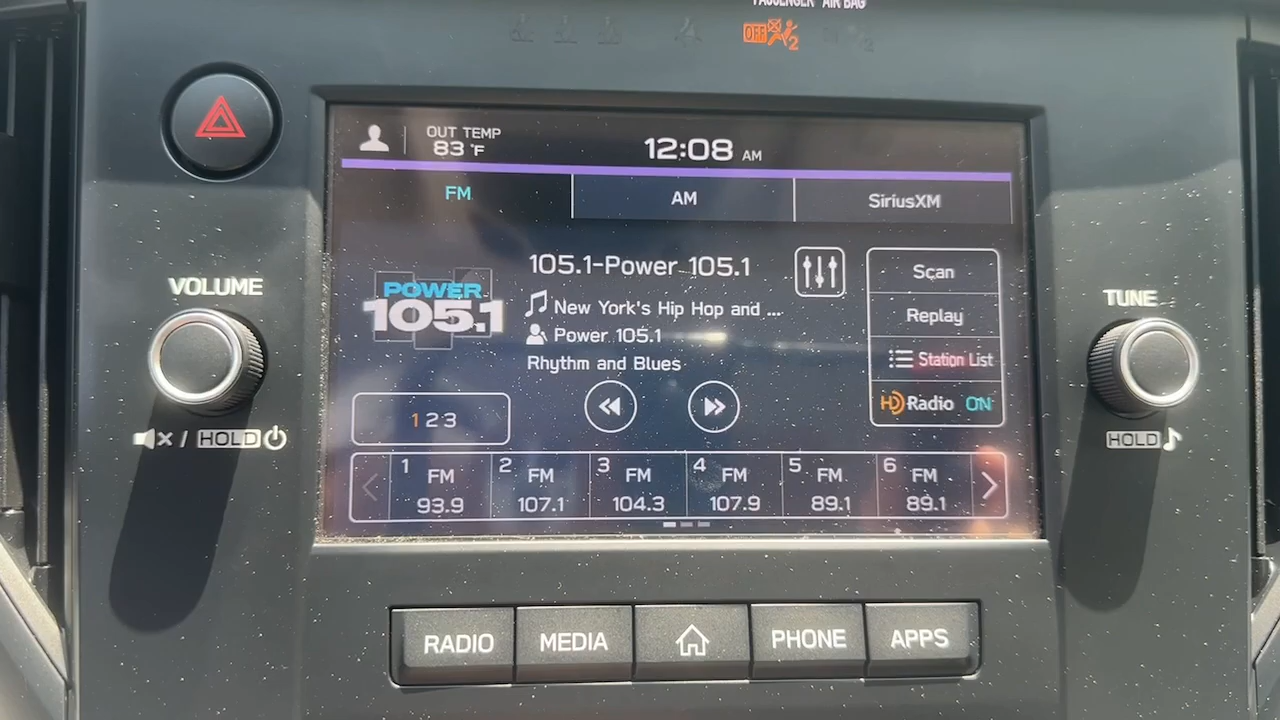 PASSENGER AIR BAG
OFF 2
OUT TEMP
83 °F
12:08 AM
FM
AM
SiriusXM
POWER
105.1
105.1-Power 105.1
New York's Hip Hop and ...
Power 105.1
Rhythm and Blues
Scan
Replay
Station List
HD Radio ON
1 2 3
1 FM 93.9
2 FM 107.1
3 FM 104.3
4 FM 107.9
5 FM 89.1
6 FM 89.1
VOLUME
/ HOLD
TUNE
HOLD
RADIO
MEDIA
PHONE
APPS